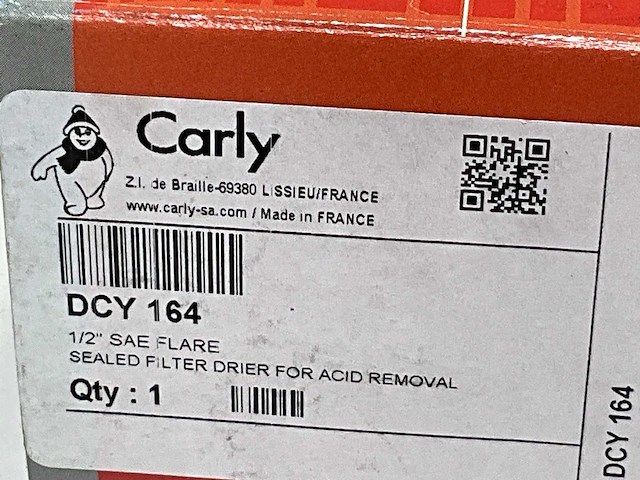 Carly
Z.I. de Braille-69380 LISSIEU/FRANCE
www.carly-sa.com / Made in FRANCE
DCY 164
1/2" SAE FLARE
SEALED FILTER DRIER FOR ACID REMOVAL
Qty : 1
DCY 164